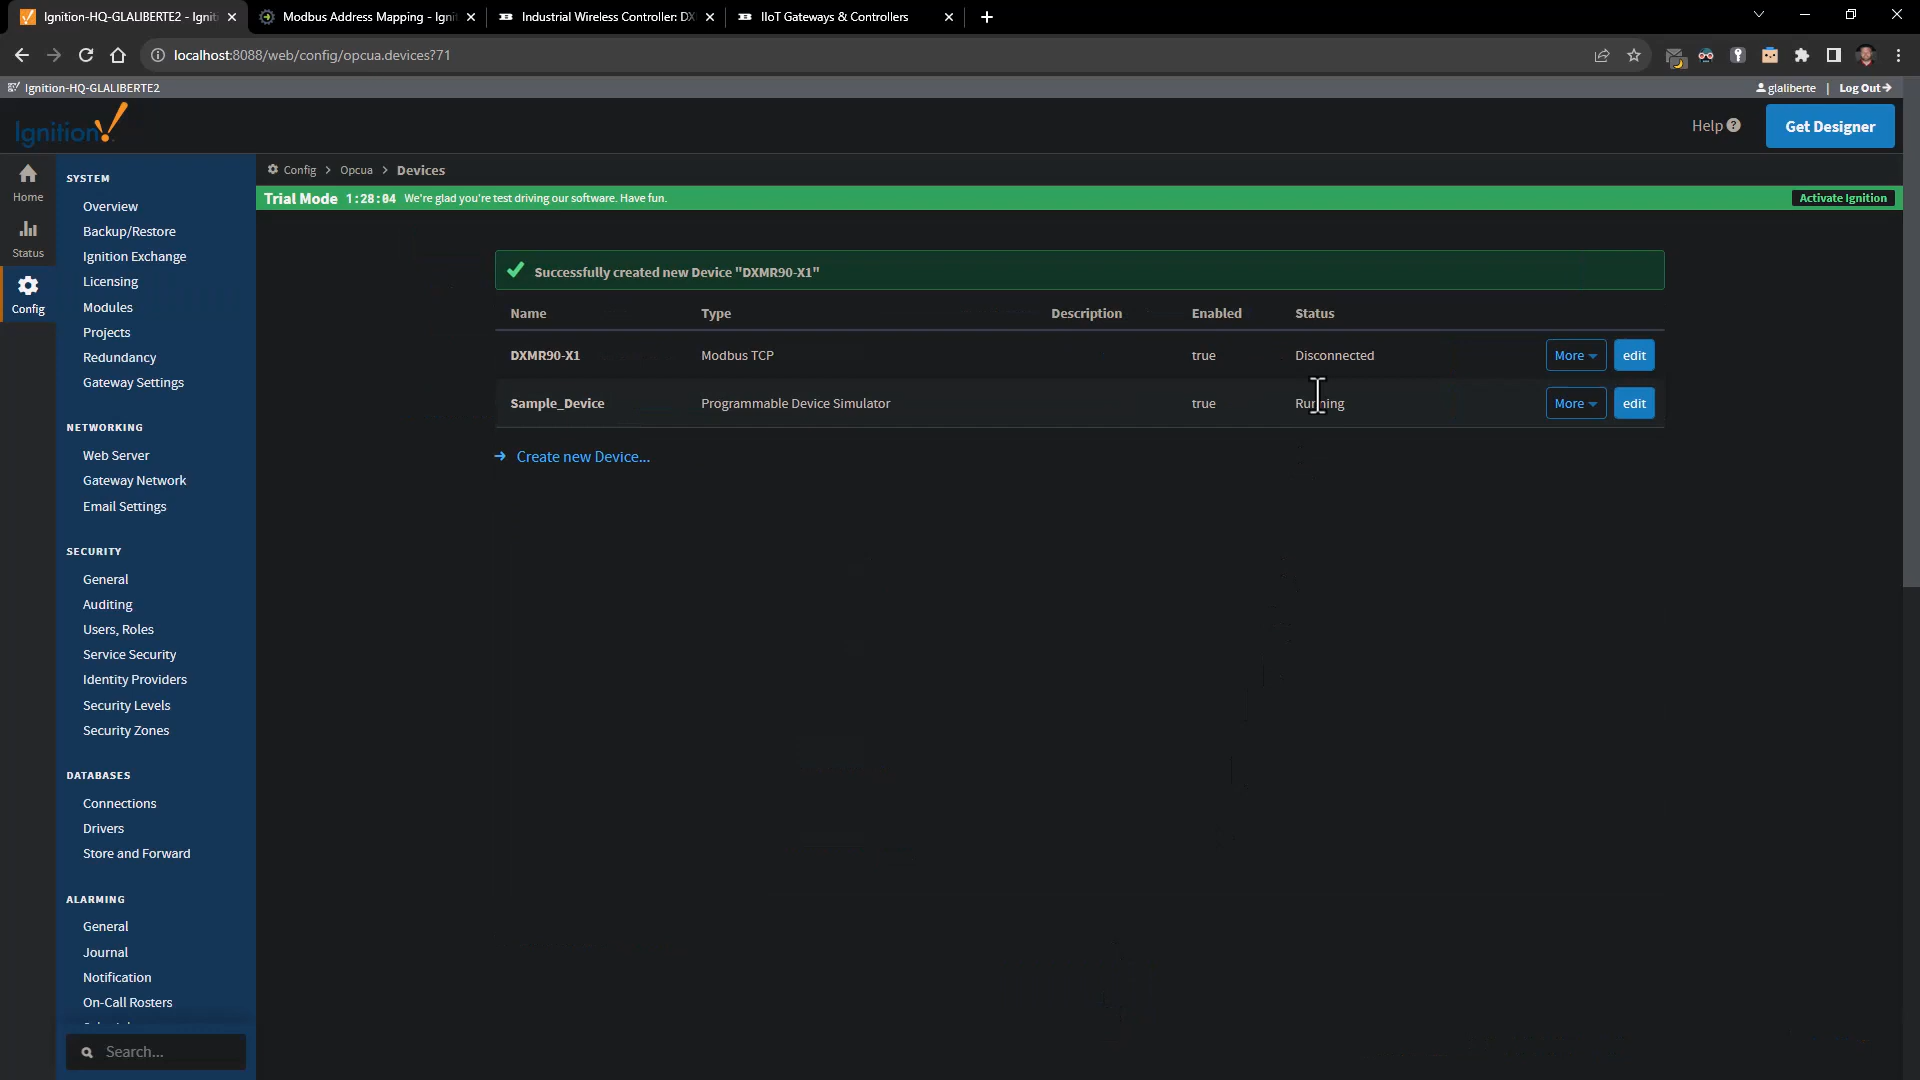 Ignition-HQ-GLALIBERTE2 - Ignit
Modbus Address Mapping - Ignit
Industrial Wireless Controller: DX
IIoT Gateways & Controllers
localhost:8088/web/config/opcua.devices?71
Ignition-HQ-GLALIBERTE2
glaliberte | Log Out
Ignition!
Help ?
Get Designer
Home
Status
Config
SYSTEM
Overview
Backup/Restore
Ignition Exchange
Licensing
Modules
Projects
Redundancy
Gateway Settings
NETWORKING
Web Server
Gateway Network
Email Settings
SECURITY
General
Auditing
Users, Roles
Service Security
Identity Providers
Security Levels
Security Zones
DATABASES
Connections
Drivers
Store and Forward
ALARMING
General
Journal
Notification
On-Call Rosters
Search...
Config > Opcua > Devices
Trial Mode 1:28:04 We're glad you're test driving our software. Have fun.
Activate Ignition
Successfully created new Device "DXMR90-X1"
Name Type Description Enabled Status
DXMR90-X1 Modbus TCP true Disconnected More edit
Sample_Device Programmable Device Simulator true Running More edit
Create new Device...